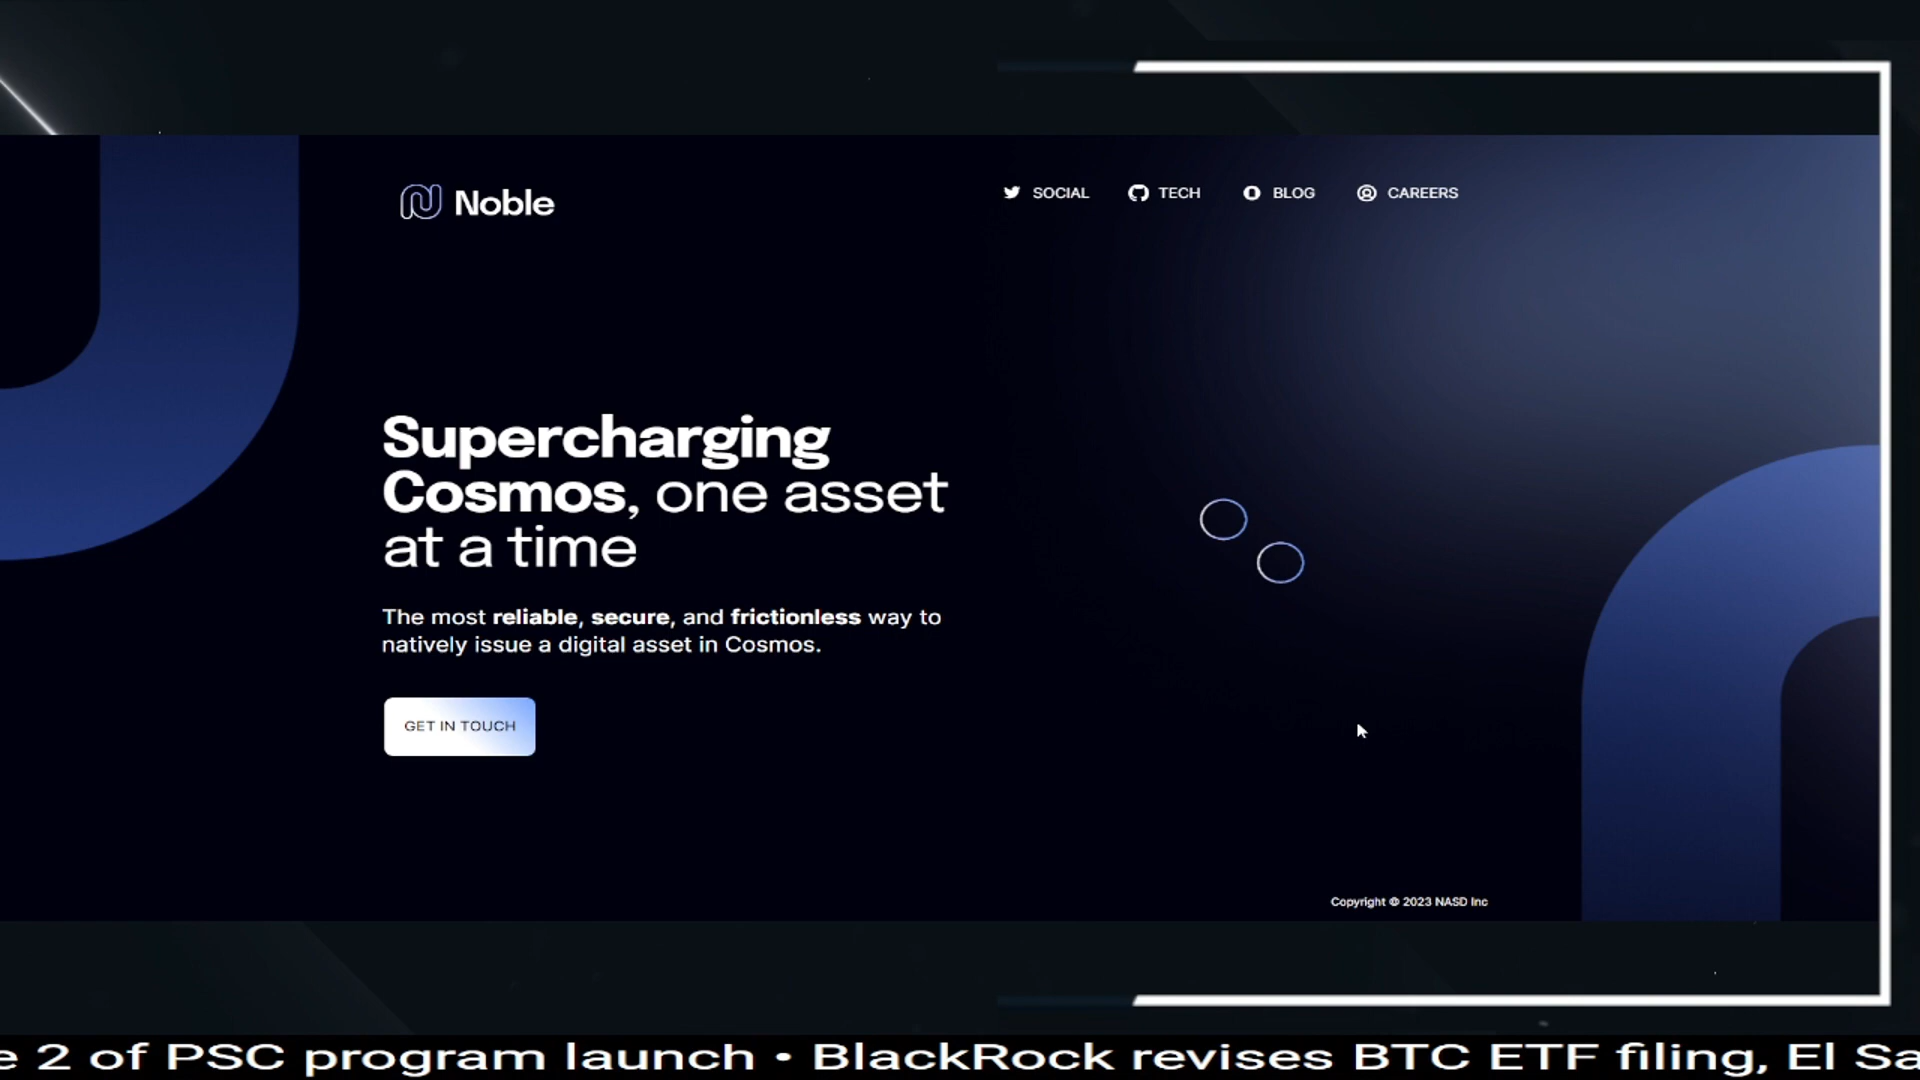 Noble
SOCIAL TECH BLOG CAREERS
Supercharging
Cosmos, one asset
at a time
The most reliable, secure, and frictionless way to
natively issue a digital asset in Cosmos.
GET IN TOUCH
Copyright © 2023 NASD Inc
e 2 of PSC program launch • BlackRock revises BTC ETF filing, El Sa